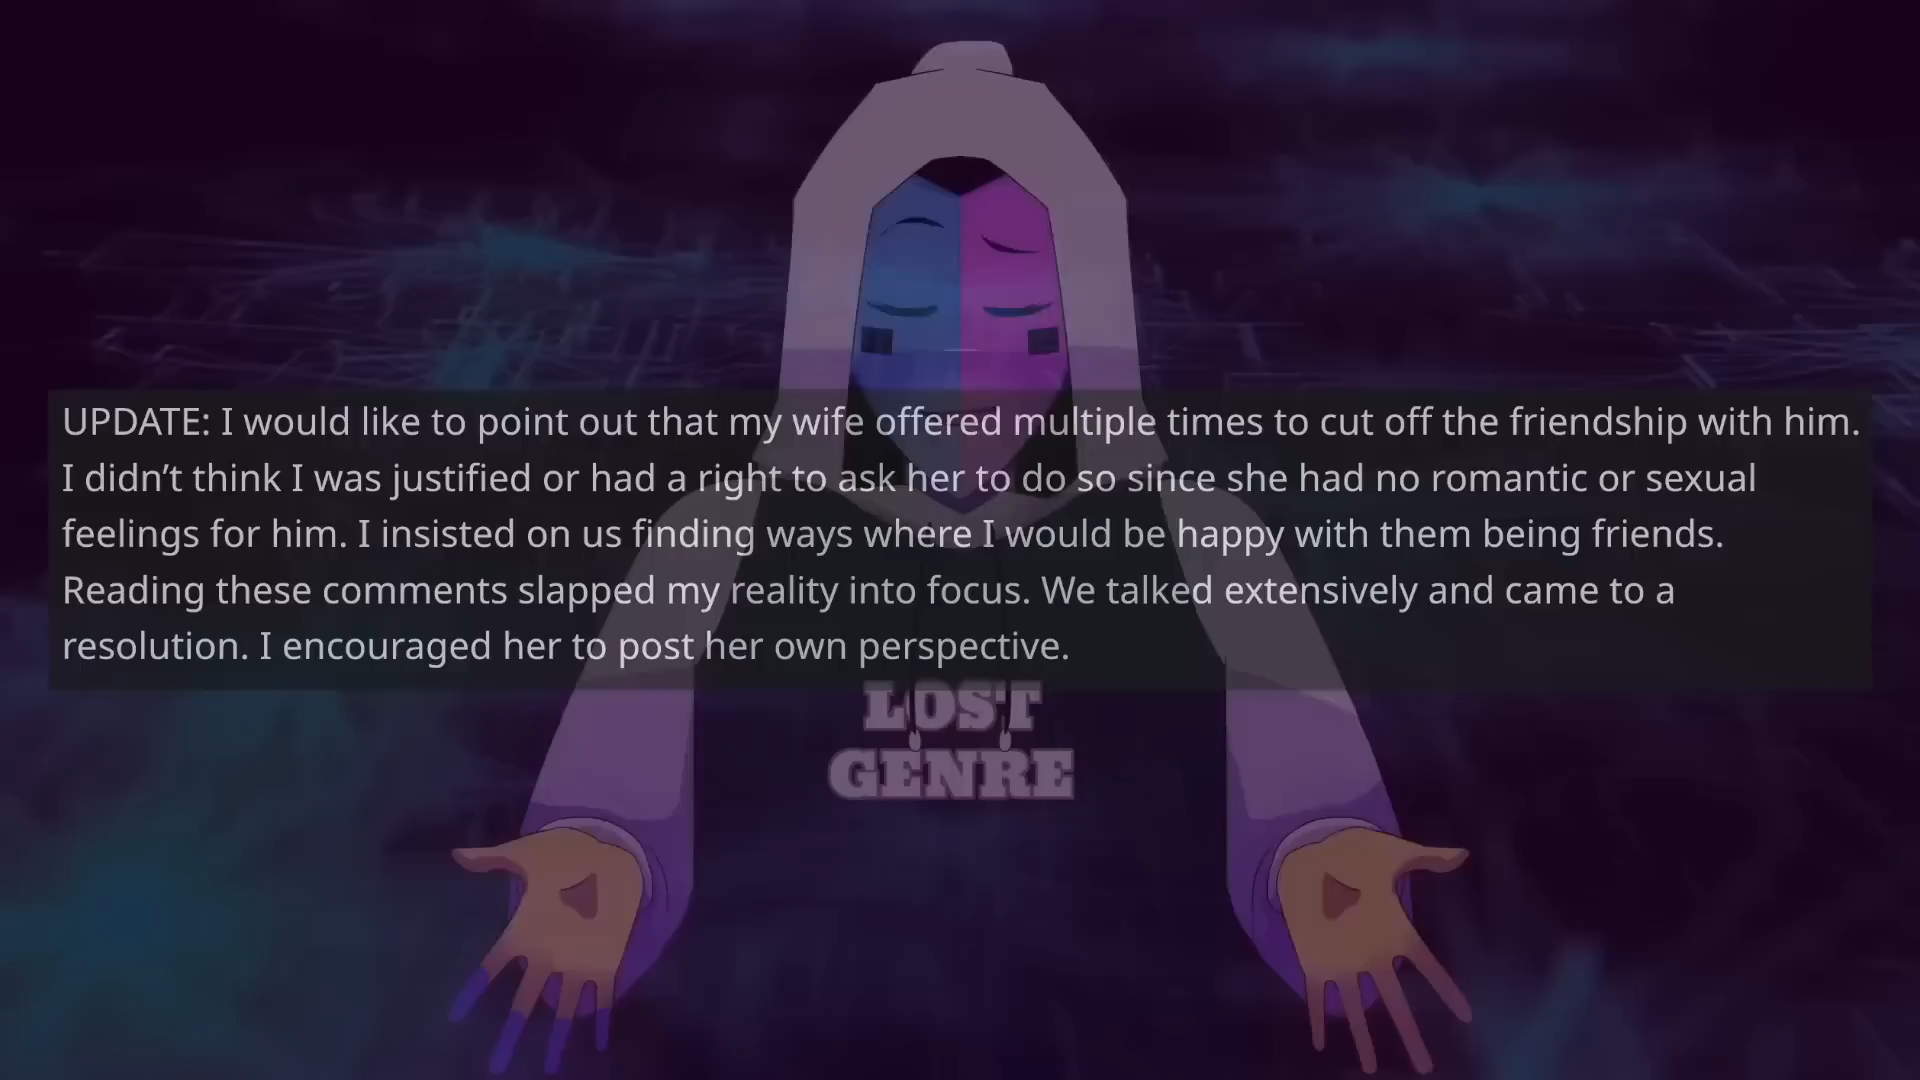 UPDATE: I would like to point out that my wife offered multiple times to cut off the friendship with him.
I didn’t think I was justified or had a right to ask her to do so since she had no romantic or sexual
feelings for him. I insisted on us finding ways where I would be happy with them being friends.
Reading these comments slapped my reality into focus. We talked extensively and came to a
resolution. I encouraged her to post her own perspective.
LOST
GENRE